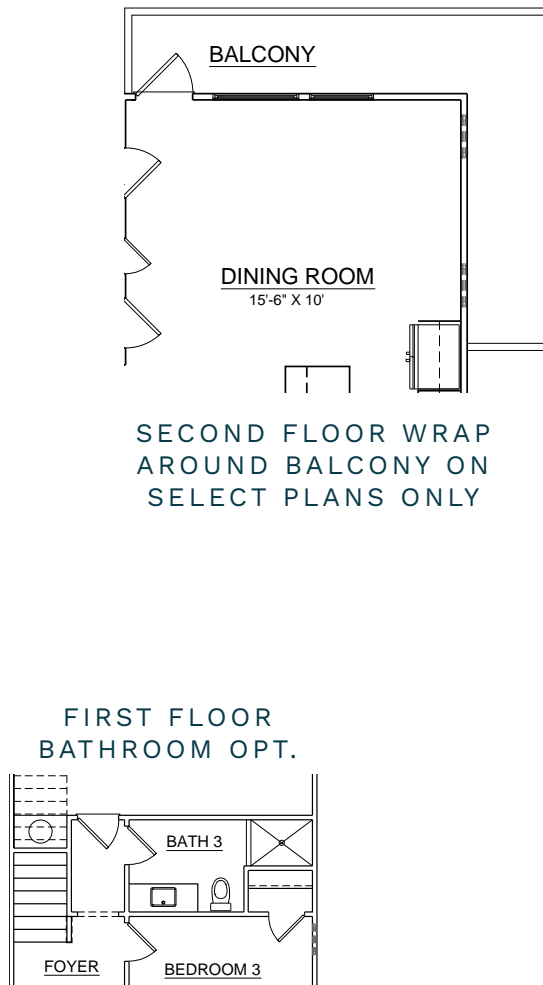 BALCONY
DINING ROOM
15'-6" X 10'
SECOND FLOOR WRAP
AROUND BALCONY ON
SELECT PLANS ONLY
FIRST FLOOR
BATHROOM OPT.
BATH 3
FOYER
BEDROOM 3